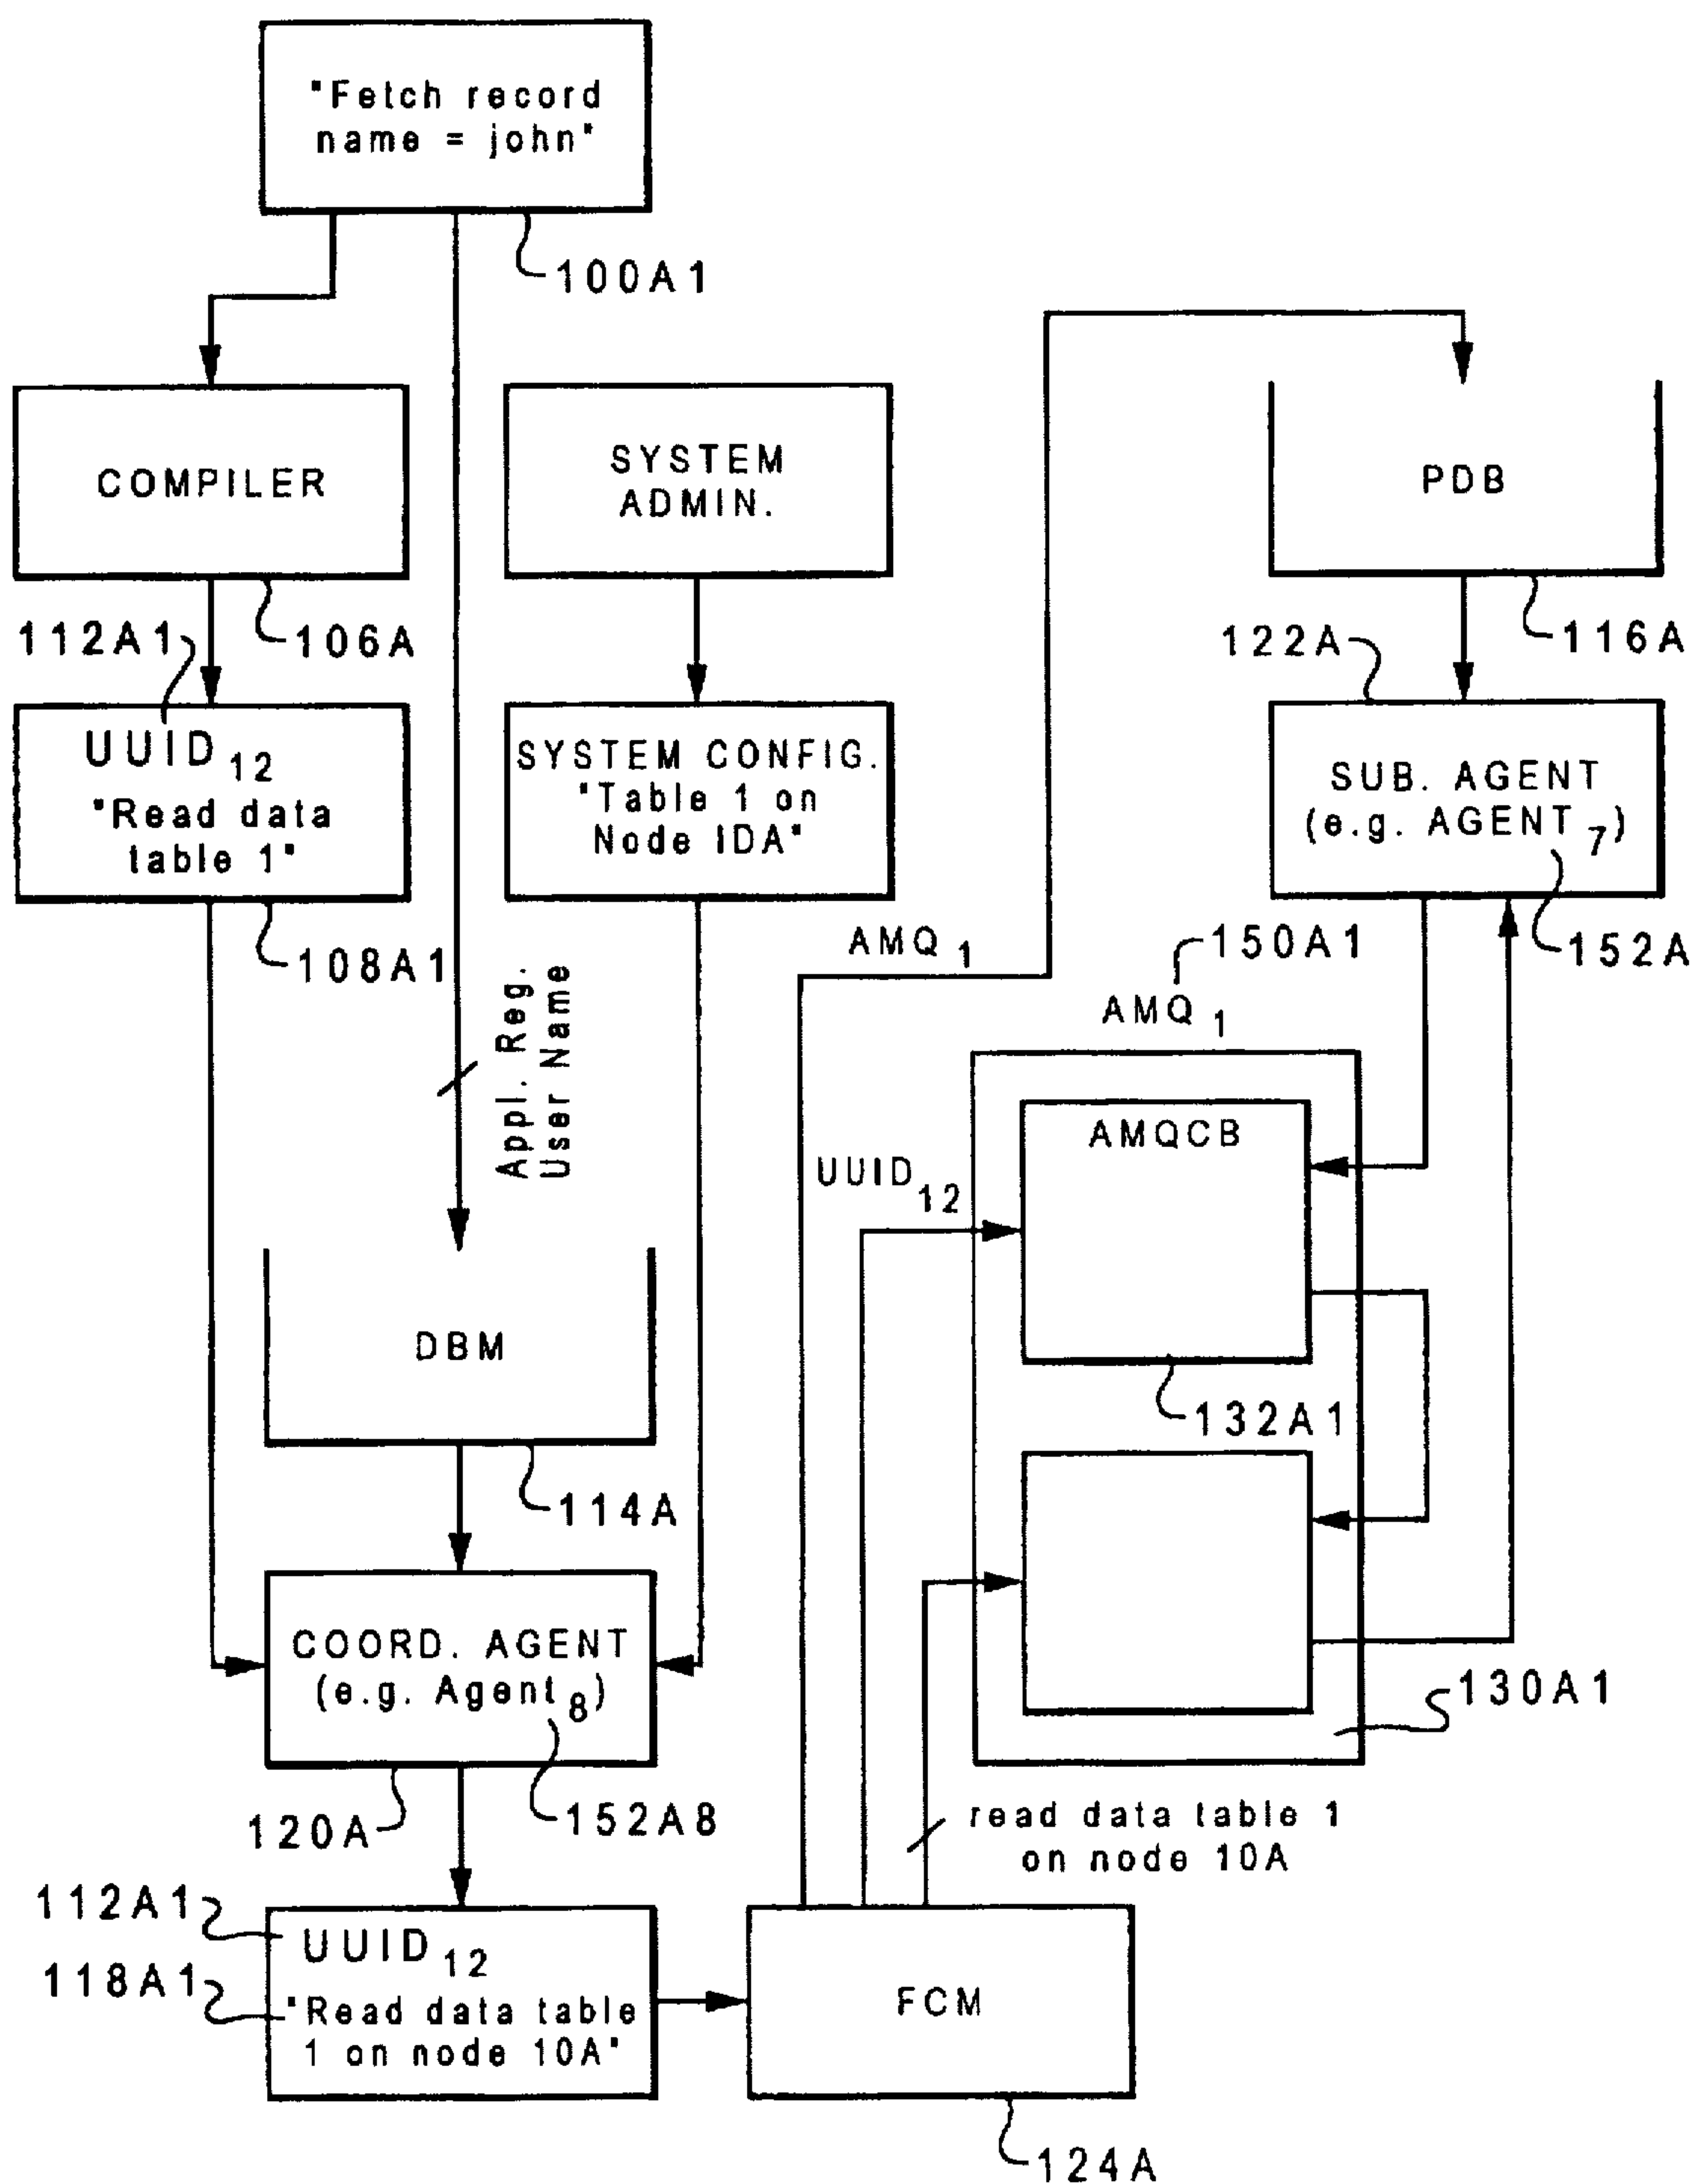 "Fetch record
name = john"
100A1
COMPILER
SYSTEM
ADMIN.
PDB
112A1
106A
122A
116A
UUID12
"Read data
table 1"
SYSTEM CONFIG.
"Table 1 on
Node IDA"
SUB. AGENT
(e.g. AGENT7)
108A1
AMQ1
150A1
152A
AMQ1
Appl. Reg.
User Name
AMQCB
UUID12
DBM
132A1
114A
COORD. AGENT
(e.g. Agent8)
130A1
120A
152A8
read data table 1
on node 10A
112A1
UUID12
118A1
"Read data table
1 on node 10A"
FCM
124A